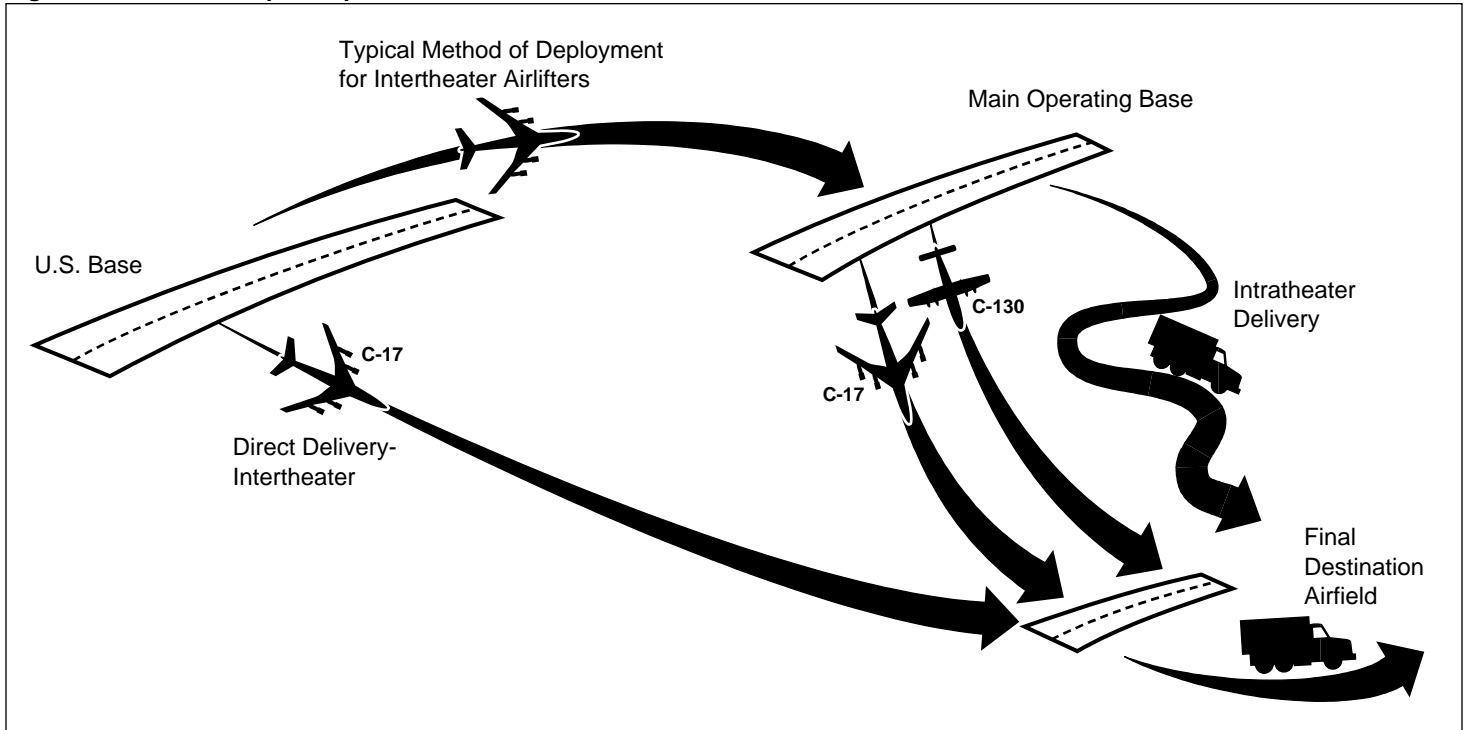 Typical Method of Deployment
for Intertheater Airlifters
Main Operating Base
U.S. Base
C-17
Direct Delivery-
Intertheater
C-130
C-17
Intratheater
Delivery
Final
Destination
Airfield